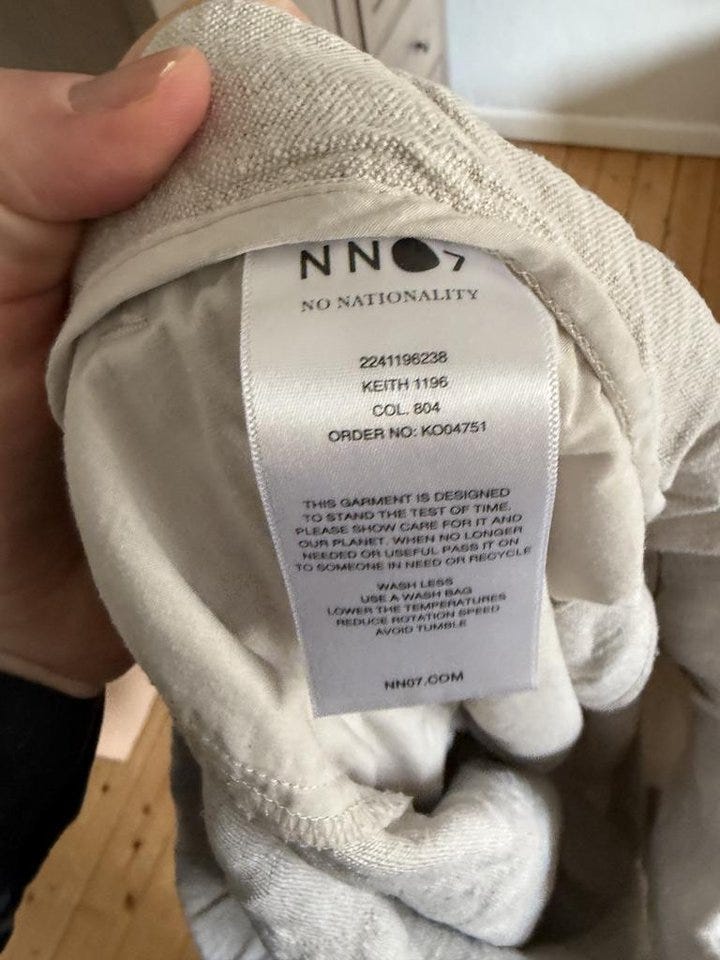 NN07
NO NATIONALITY
2241196238
KEITH 1196
COL. 804
ORDER NO: KO04751
THIS GARMENT IS DESIGNED
TO STAND THE TEST OF TIME.
PLEASE SHOW CARE FOR IT AND
OUR PLANET. WHEN NO LONGER
NEEDED OR USEFUL PASS IT ON
TO SOMEONE IN NEED OR RECYCLE
WASH LESS
USE A WASH BAG
LOWER THE TEMPERATURES
REDUCE ROTATION SPEED
AVOID TUMBLE
NN07.COM